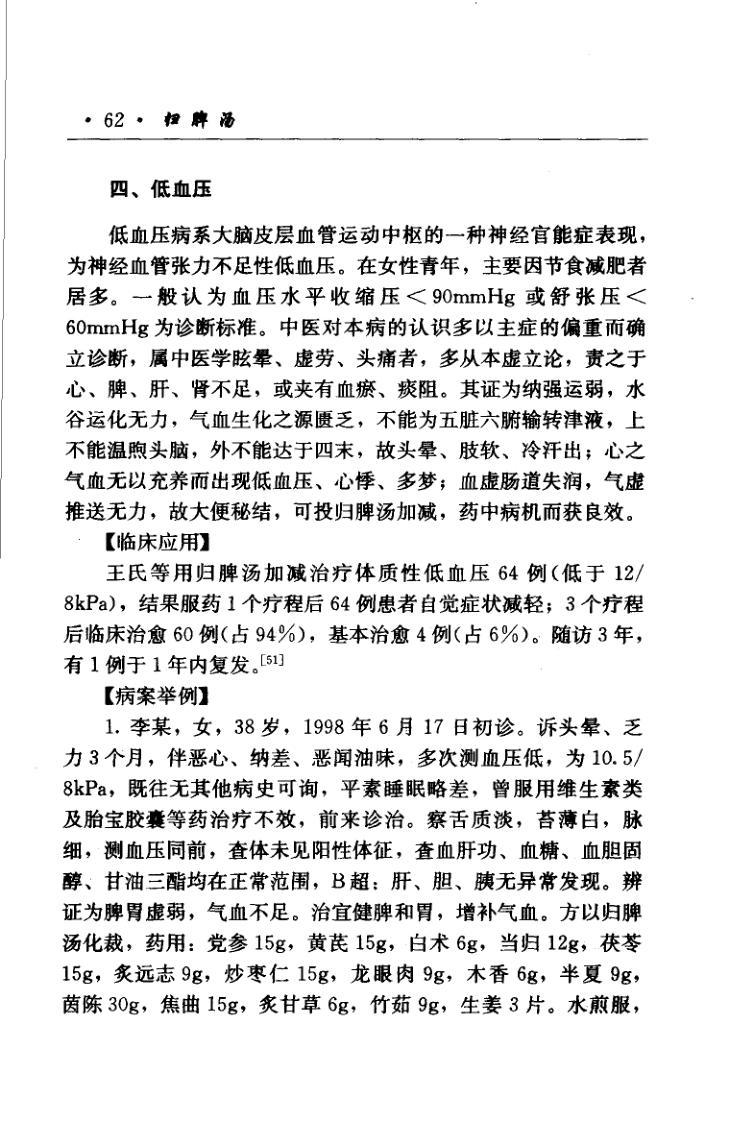 ・62・ 归脾汤
四、低血压
低血压病系大脑皮层血管运动中枢的一种神经官能症表现，
为神经血管张力不足性低血压。在女性青年，主要因节食减肥者
居多。一般认为血压水平收缩压＜90mmHg 或舒张压＜
60mmHg 为诊断标准。中医对本病的认识多以主症的偏重而确
立诊断，属中医学眩晕、虚劳、头痛者，多从本虚立论，责之于
心、脾、肝、肾不足，或夹有血瘀、痰阻。其证为纳强运弱，水
谷运化无力，气血生化之源匮乏，不能为五脏六腑输转津液，上
不能温煦头脑，外不能达于四末，故头晕、肢软、冷汗出；心之
气血无以充养而出现低血压、心悸、多梦；血虚肠道失润，气虚
推送无力，故大便秘结，可投归脾汤加减，药中病机而获良效。
【临床应用】
王氏等用归脾汤加减治疗体质性低血压 64 例（低于 12/
8kPa），结果服药 1 个疗程后 64 例患者自觉症状减轻；3 个疗程
后临床治愈 60 例（占 94%），基本治愈 4 例（占 6%）。随访 3 年，
有 1 例于 1 年内复发。[51]
【病案举例】
1. 李某，女，38 岁，1998 年 6 月 17 日初诊。诉头晕、乏
力 3 个月，伴恶心、纳差、恶闻油味，多次测血压低，为 10.5/
8kPa，既往无其他病史可询，平素睡眠略差，曾服用维生素类
及胎宝胶囊等药治疗不效，前来诊治。察舌质淡，苔薄白，脉
细，测血压同前，查体未见阳性体征，查血肝功、血糖、血胆固
醇、甘油三酯均在正常范围，B 超：肝、胆、胰无异常发现。辨
证为脾胃虚弱，气血不足。治宜健脾和胃，增补气血。方以归脾
汤化裁，药用：党参 15g，黄芪 15g，白术 6g，当归 12g，茯苓
15g，炙远志 9g，炒枣仁 15g，龙眼肉 9g，木香 6g，半夏 9g，
茵陈 30g，焦曲 15g，炙甘草 6g，竹茹 9g，生姜 3 片。水煎服，